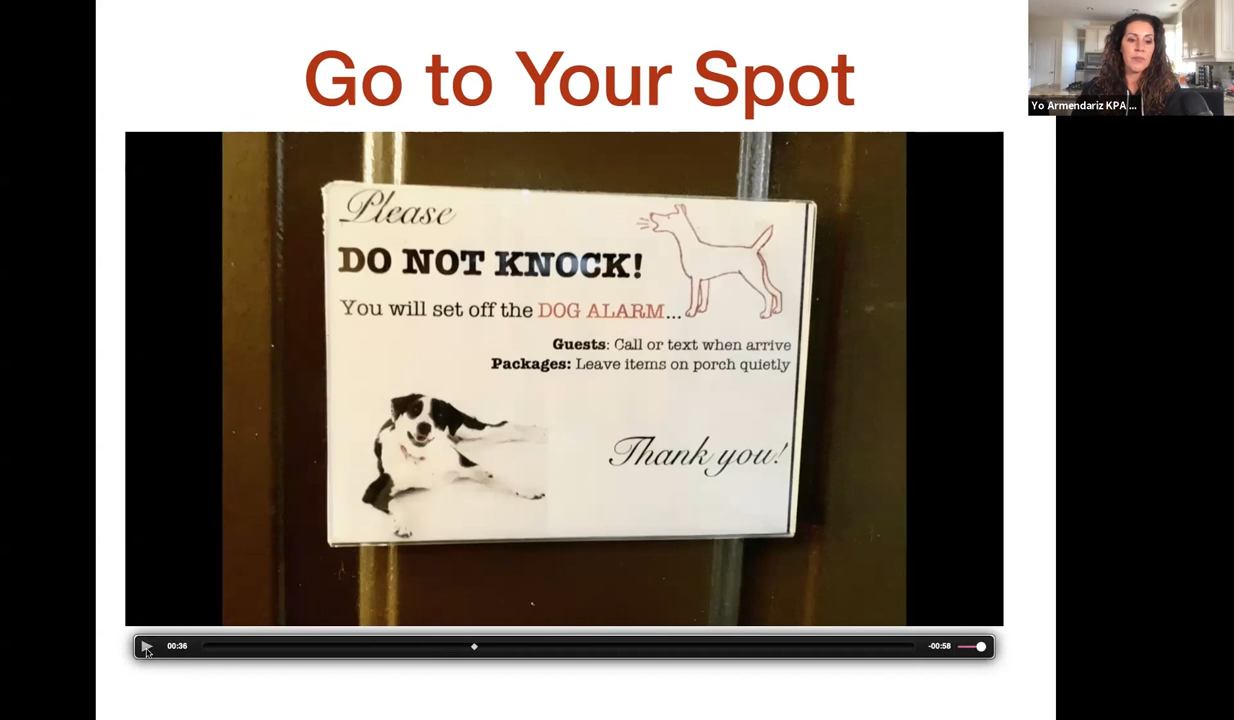 Go to Your Spot
Yo Armendariz KPA ...
Please
DO NOT KNOCK!
You will set off the DOG ALARM...
Guests: Call or text when arrive
Packages: Leave items on porch quietly
Thank you!
00:36
-00:58